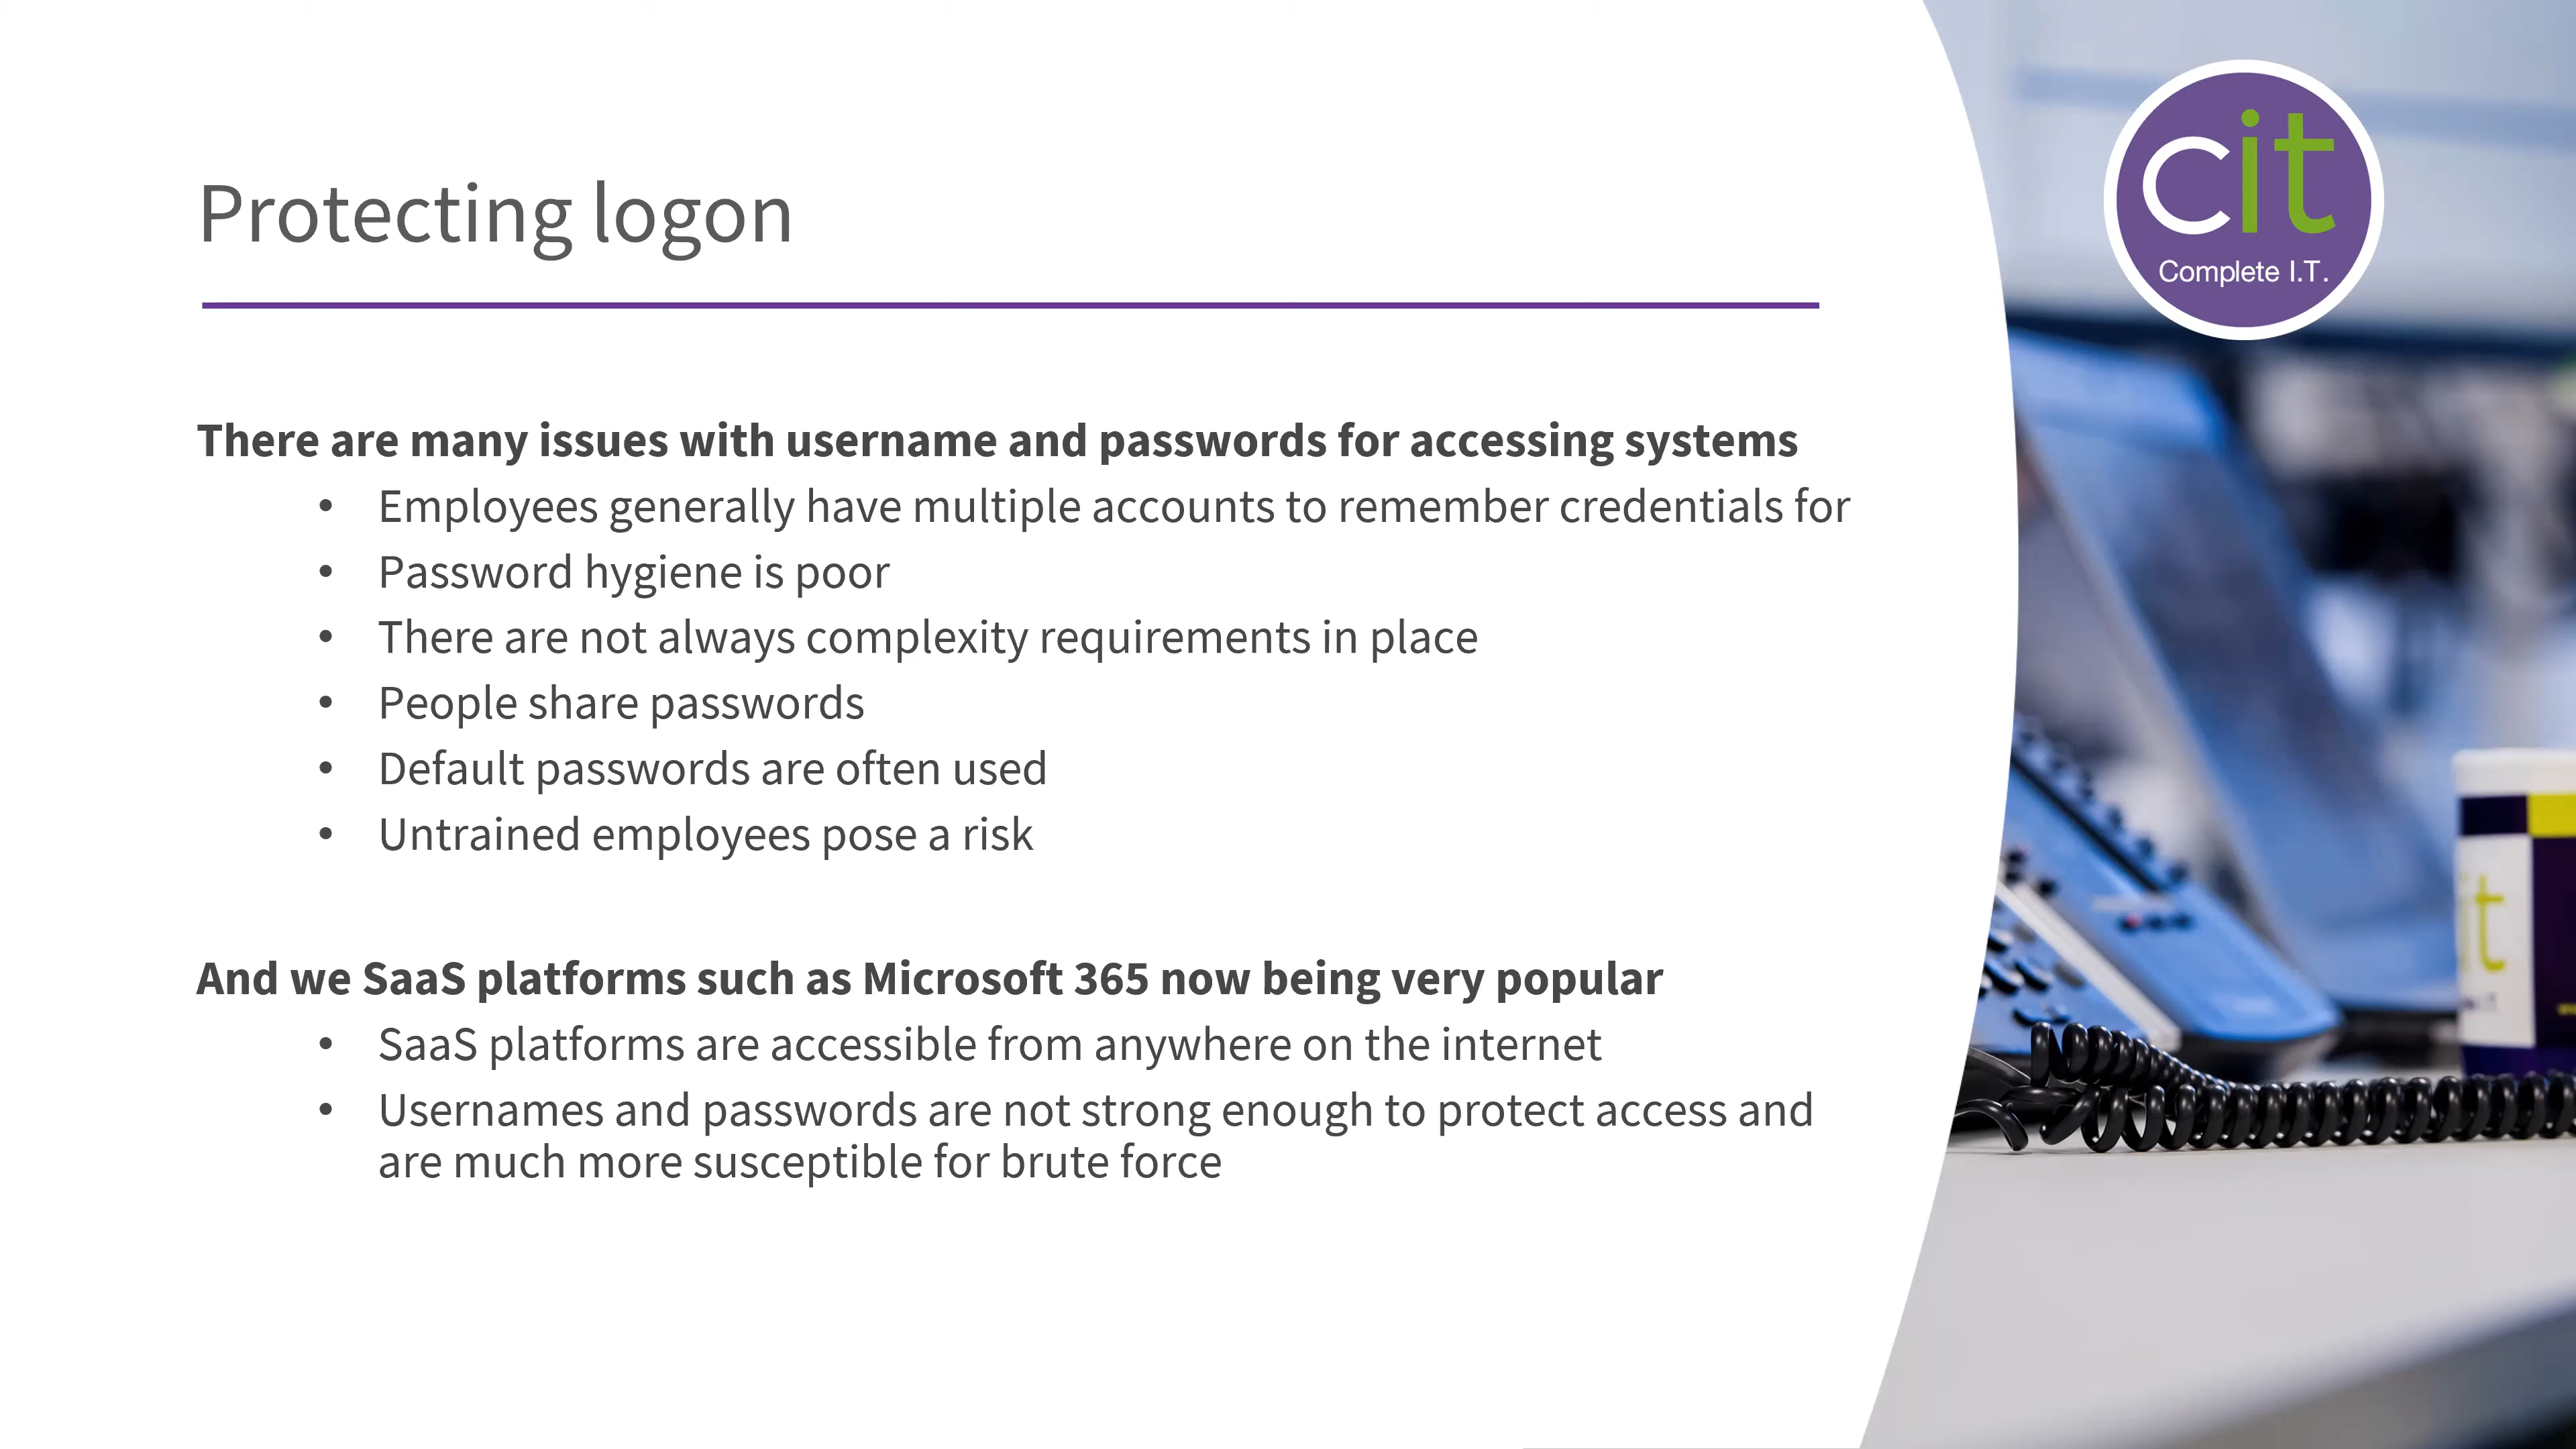 Protecting logon
cit
Complete I.T.
There are many issues with username and passwords for accessing systems
• Employees generally have multiple accounts to remember credentials for
• Password hygiene is poor
• There are not always complexity requirements in place
• People share passwords
• Default passwords are often used
• Untrained employees pose a risk
And we SaaS platforms such as Microsoft 365 now being very popular
• SaaS platforms are accessible from anywhere on the internet
• Usernames and passwords are not strong enough to protect access and
are much more susceptible for brute force
it